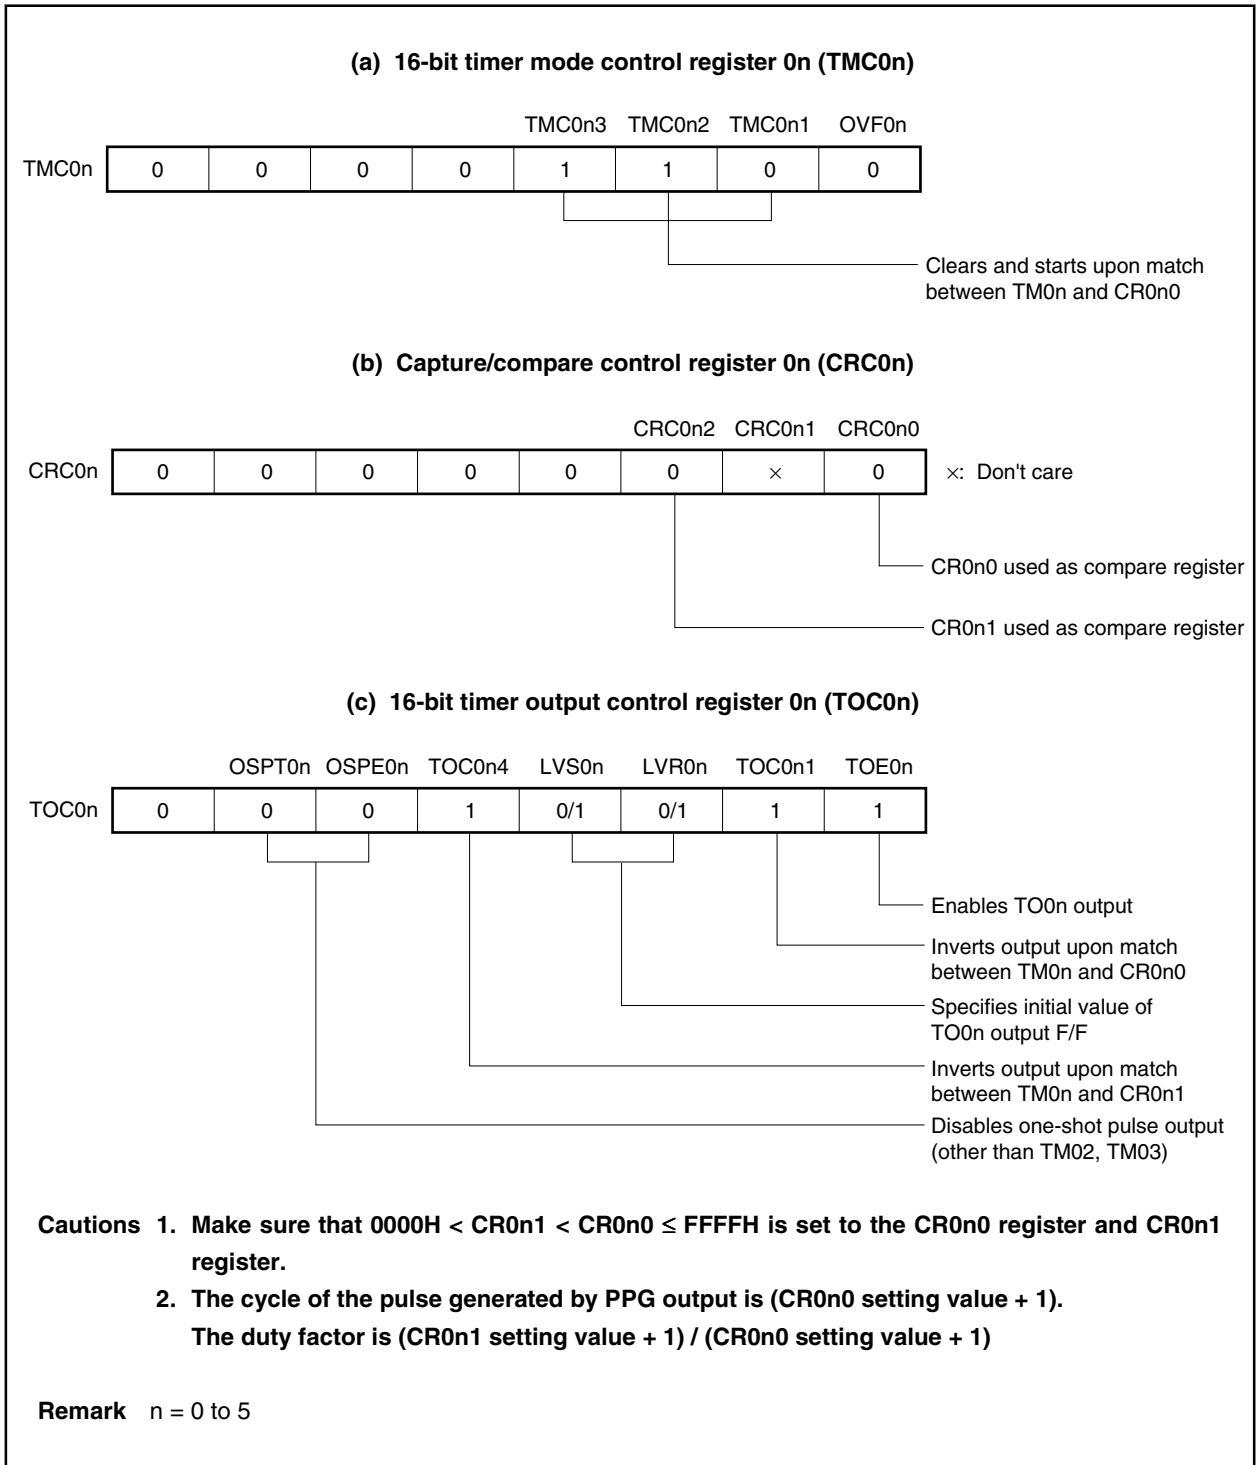 (a) 16-bit timer mode control register 0n (TMC0n)
TMC0n3 TMC0n2 TMC0n1 OVF0n
TMC0n 0 0 0 0 1 1 0 0
Clears and starts upon match
between TM0n and CR0n0
(b) Capture/compare control register 0n (CRC0n)
CRC0n2 CRC0n1 CRC0n0
CRC0n 0 0 0 0 0 0 × 0 ×: Don't care
CR0n0 used as compare register
CR0n1 used as compare register
(c) 16-bit timer output control register 0n (TOC0n)
OSPT0n OSPE0n TOC0n4 LVS0n LVR0n TOC0n1 TOE0n
TOC0n 0 0 0 1 0/1 0/1 1 1
Enables TO0n output
Inverts output upon match
between TM0n and CR0n0
Specifies initial value of
TO0n output F/F
Inverts output upon match
between TM0n and CR0n1
Disables one-shot pulse output
(other than TM02, TM03)
Cautions 1. Make sure that 0000H < CR0n1 < CR0n0 ≤ FFFFH is set to the CR0n0 register and CR0n1
register.
2. The cycle of the pulse generated by PPG output is (CR0n0 setting value + 1).
The duty factor is (CR0n1 setting value + 1) / (CR0n0 setting value + 1)
Remark n = 0 to 5